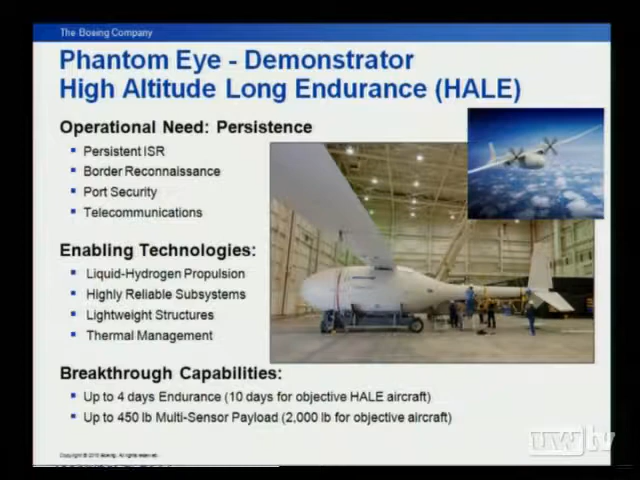 The Boeing Company
Phantom Eye - Demonstrator
High Altitude Long Endurance (HALE)
Operational Need: Persistence
Persistent ISR
Border Reconnaissance
Port Security
Telecommunications
Enabling Technologies:
Liquid-Hydrogen Propulsion
Highly Reliable Subsystems
Lightweight Structures
Thermal Management
Breakthrough Capabilities:
Up to 4 days Endurance (10 days for objective HALE aircraft)
Up to 450 lb Multi-Sensor Payload (2,000 lb for objective aircraft)
uwtv
Copyright © 2010 Boeing. All rights reserved.